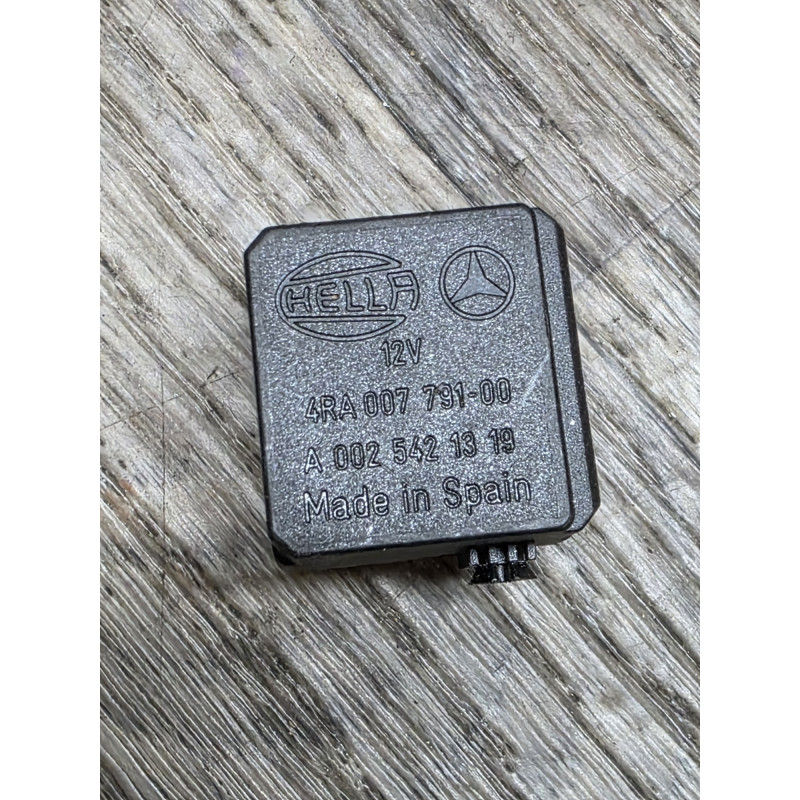 HELLA
12V
4RA 007 791-00
A 002 542 13 19
Made in Spain